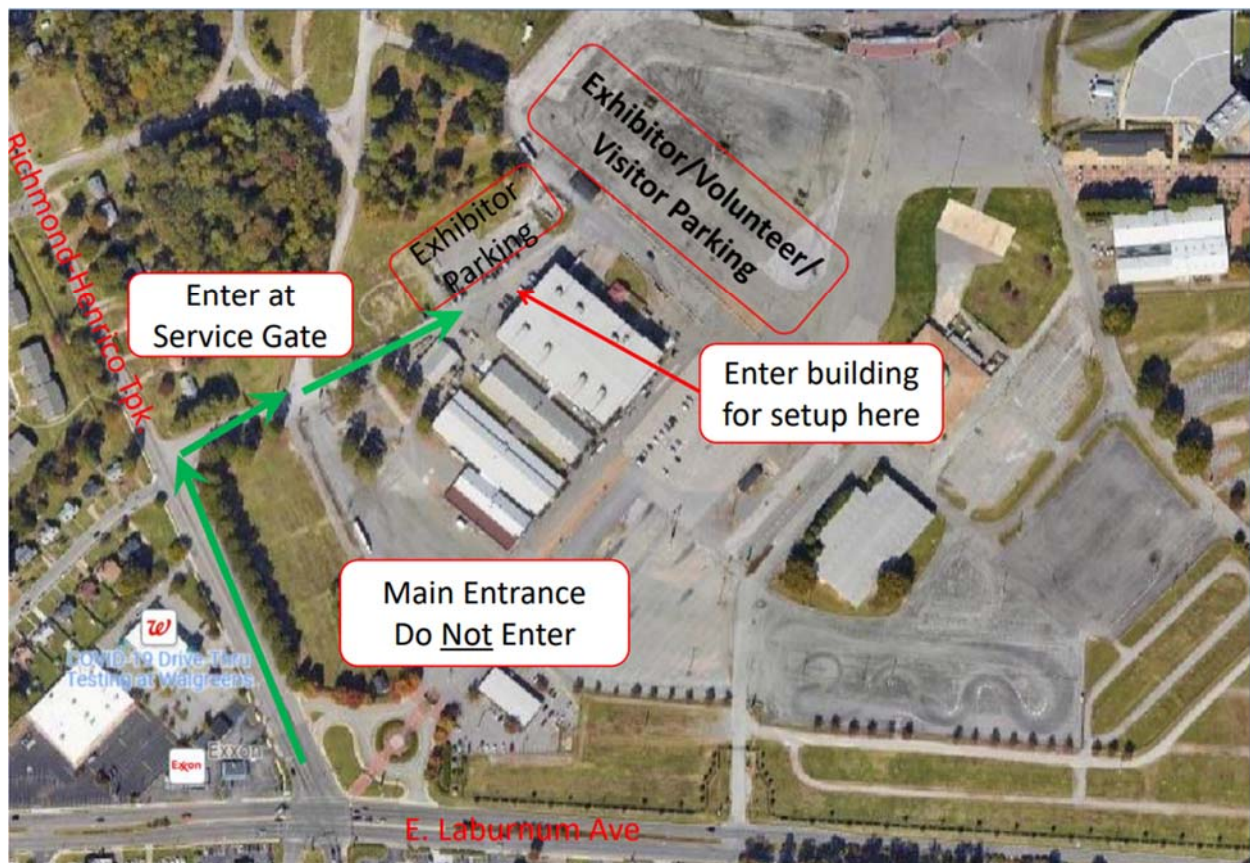 Exhibitor/Volunteer/
Visitor Parking
Richmond-Henrico Tpk
Exhibitor
Parking
Enter at
Service Gate
Enter building
for setup here
Main Entrance
Do Not Enter
COVID-19 Drive-Thru
Testing at Walgreens
Exxon
Exxon
E. Laburnum Ave